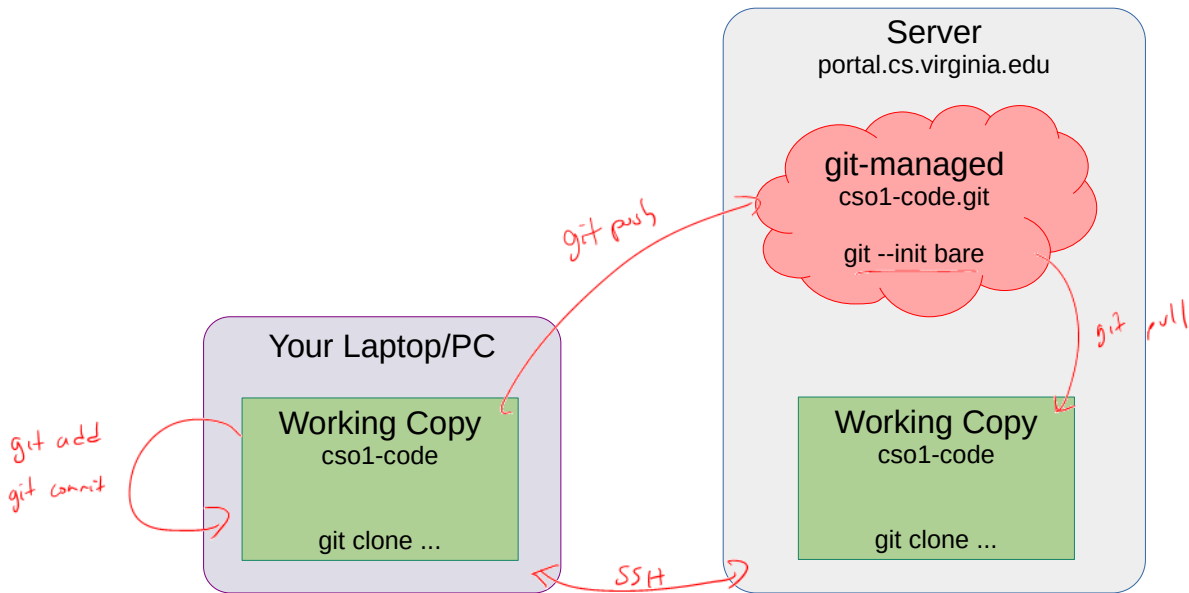 Server
portal.cs.virginia.edu
git-managed
cso1-code.git
git --init bare
git push
git pull
Your Laptop/PC
Working Copy
cso1-code
git clone ...
git add
git commit
Working Copy
cso1-code
git clone ...
SSH